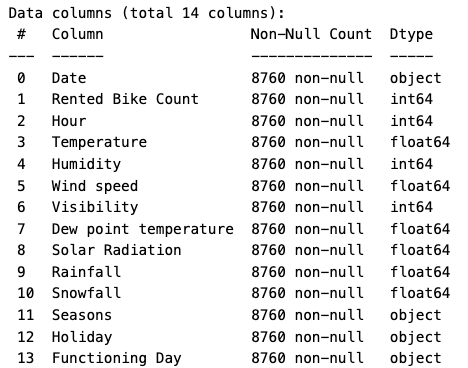 Data columns (total 14 columns):
 #   Column                 Non-Null Count  Dtype
---  ------                 --------------  -----
 0   Date                   8760 non-null   object
 1   Rented Bike Count      8760 non-null   int64
 2   Hour                   8760 non-null   int64
 3   Temperature            8760 non-null   float64
 4   Humidity               8760 non-null   int64
 5   Wind speed             8760 non-null   float64
 6   Visibility             8760 non-null   int64
 7   Dew point temperature  8760 non-null   float64
 8   Solar Radiation        8760 non-null   float64
 9   Rainfall               8760 non-null   float64
 10  Snowfall               8760 non-null   float64
 11  Seasons                8760 non-null   object
 12  Holiday                8760 non-null   object
 13  Functioning Day        8760 non-null   object